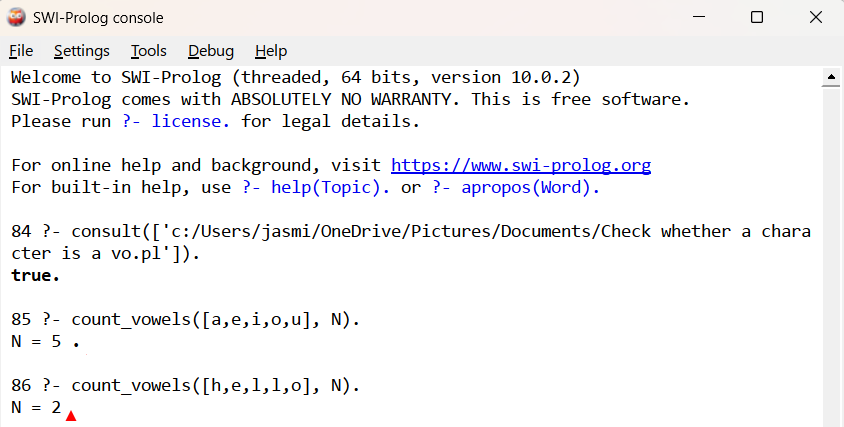 SWI-Prolog console
File Settings Tools Debug Help
Welcome to SWI-Prolog (threaded, 64 bits, version 10.0.2)
SWI-Prolog comes with ABSOLUTELY NO WARRANTY. This is free software.
Please run ?- license. for legal details.
For online help and background, visit https://www.swi-prolog.org
For built-in help, use ?- help(Topic). or ?- apropos(Word).
84 ?- consult(['c:/Users/jasmi/OneDrive/Pictures/Documents/Check whether a chara
cter is a vo.pl']).
true.
85 ?- count_vowels([a,e,i,o,u], N).
N = 5 .
86 ?- count_vowels([h,e,l,l,o], N).
N = 2